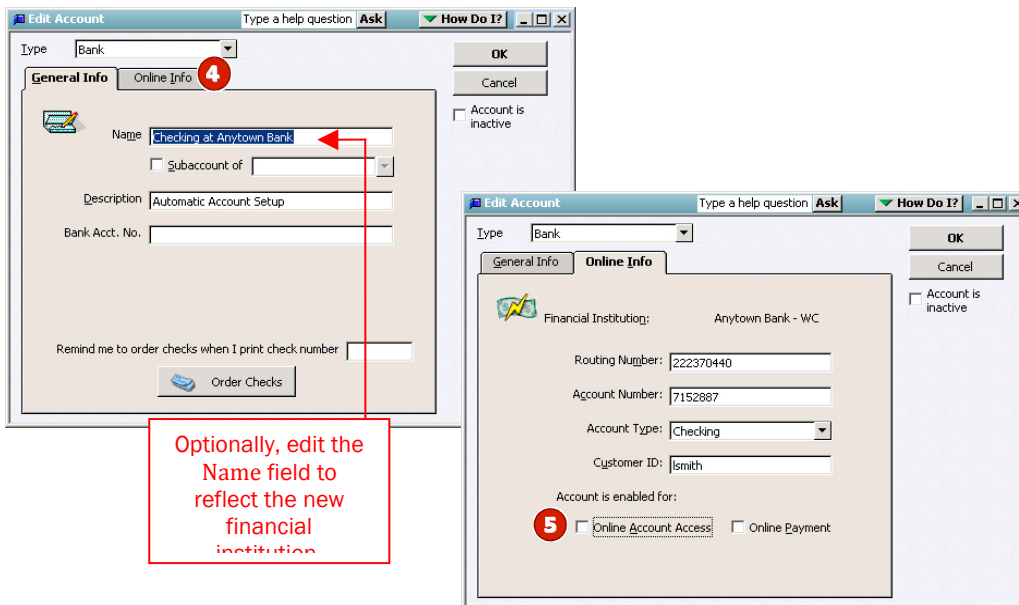 Edit Account Type a help question Ask How Do I?
Type Bank
General Info Online Info 4
OK
Cancel
Account is
inactive
Name Checking at Anytown Bank
Subaccount of
Description Automatic Account Setup
Bank Acct. No.
Remind me to order checks when I print check number
Order Checks
Optionally, edit the
Name field to
reflect the new
financial
institution
Edit Account Type a help question Ask How Do I?
Type Bank
General Info Online Info
OK
Cancel
Account is
inactive
Financial Institution: Anytown Bank - WC
Routing Number: 222370440
Account Number: 7152887
Account Type: Checking
Customer ID: lsmith
Account is enabled for:
5 Online Account Access Online Payment